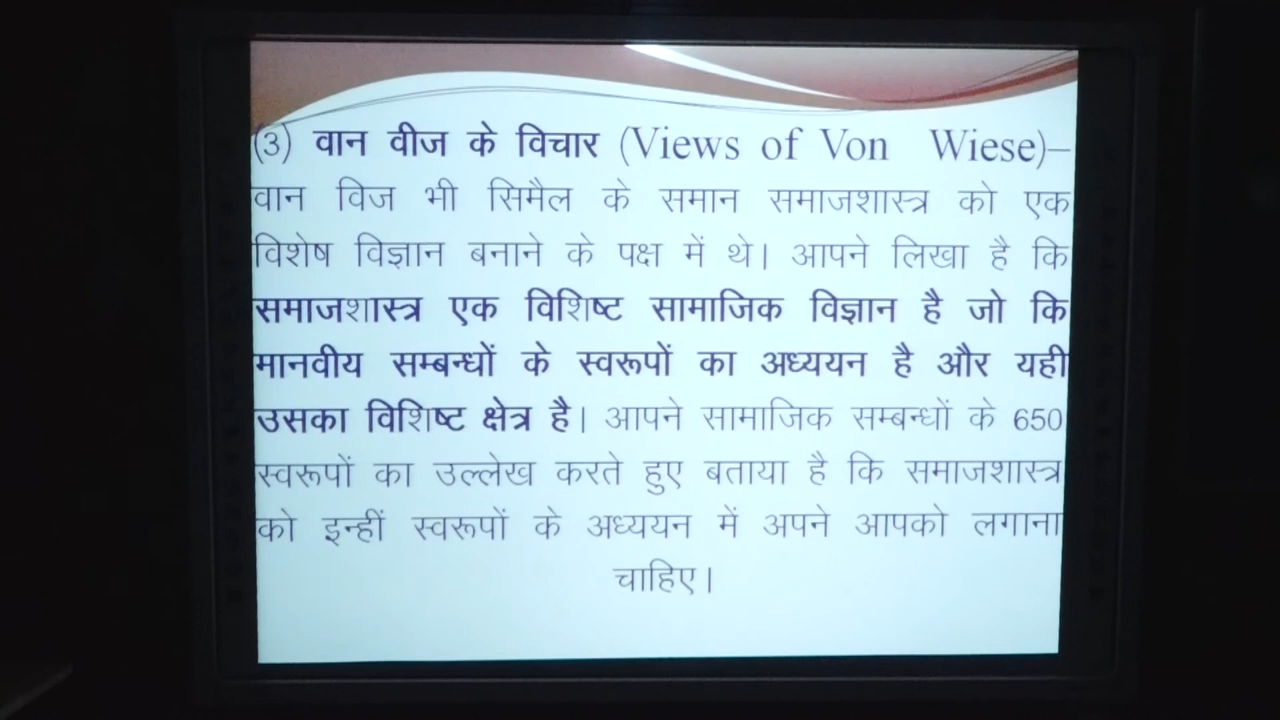 (3) वान वीज के विचार (Views of Von Wiese)–
वान विज भी सिमैल के समान समाजशास्त्र को एक
विशेष विज्ञान बनाने के पक्ष में थे। आपने लिखा है कि
समाजशास्त्र एक विशिष्ट सामाजिक विज्ञान है जो कि
मानवीय सम्बन्धों के स्वरूपों का अध्ययन है और यही
उसका विशिष्ट क्षेत्र है। आपने सामाजिक सम्बन्धों के 650
स्वरूपों का उल्लेख करते हुए बताया है कि समाजशास्त्र
को इन्हीं स्वरूपों के अध्ययन में अपने आपको लगाना
चाहिए।